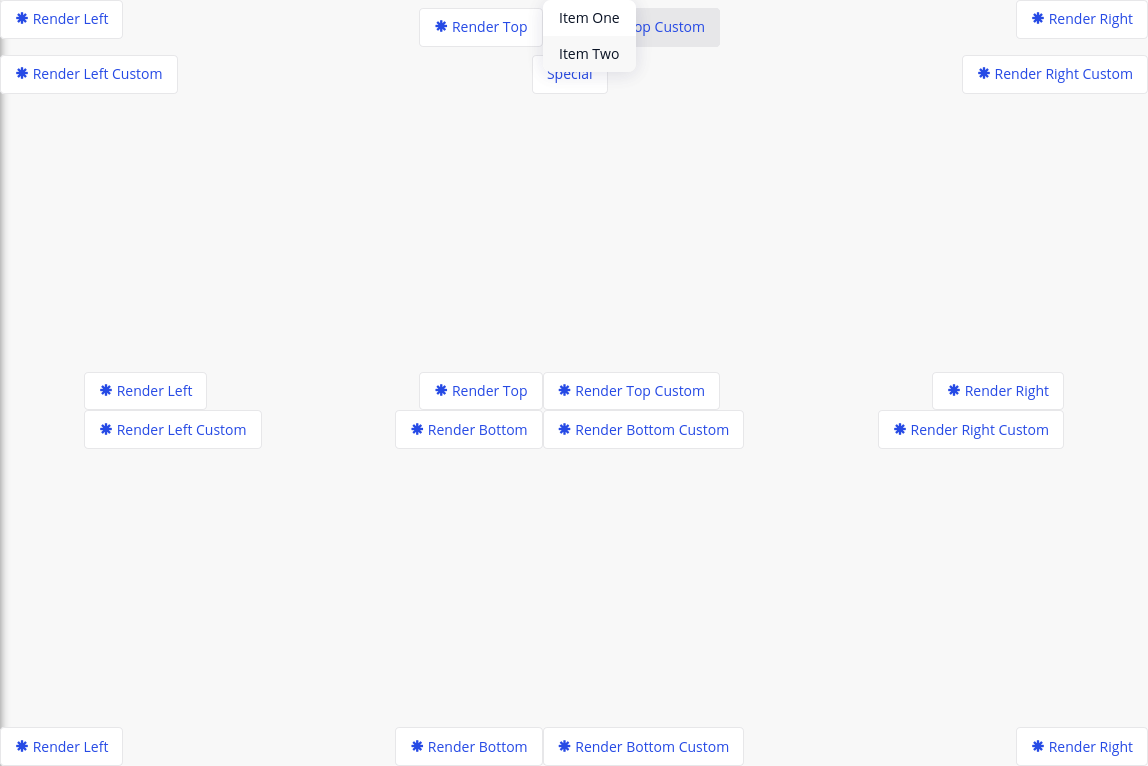 Render Left
Render Top
Item One
op Custom
Render Right
Item Two
Render Left Custom
Special
Render Right Custom
Render Left
Render Top
Render Top Custom
Render Right
Render Left Custom
Render Bottom
Render Bottom Custom
Render Right Custom
Render Left
Render Bottom
Render Bottom Custom
Render Right